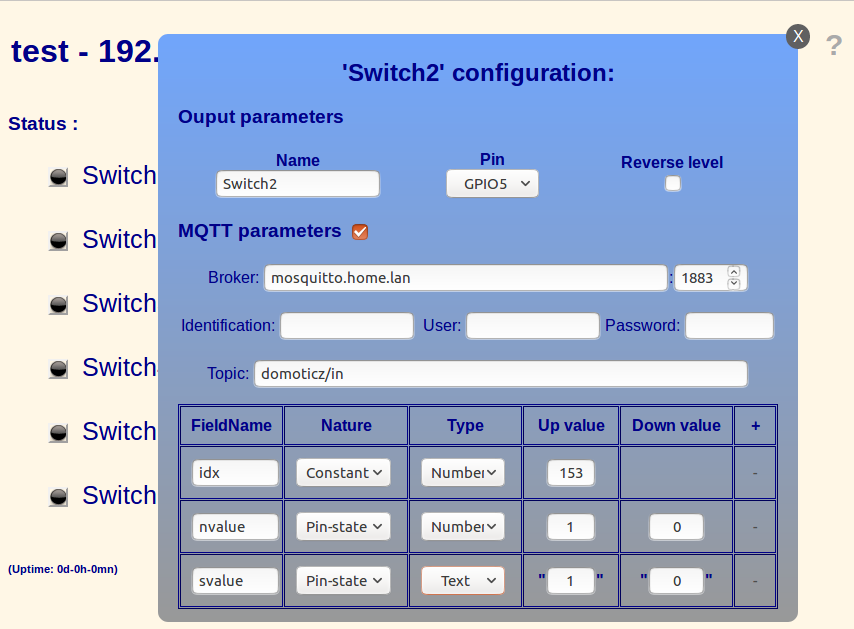 test - 192.
?
X
'Switch2' configuration:
Status :
Ouput parameters
Name Pin Reverse level
Switch2 GPIO5
Switch
MQTT parameters
Switch
Broker: mosquitto.home.lan : 1883
Switch
Identification: User: Password:
Switch
Topic: domoticz/in
Switch
FieldName Nature Type Up value Down value +
idx Constant Number 153 -
Switch
nvalue Pin-state Number 1 0 -
svalue Pin-state Text "1" "0" -
(Uptime: 0d-0h-0mn)